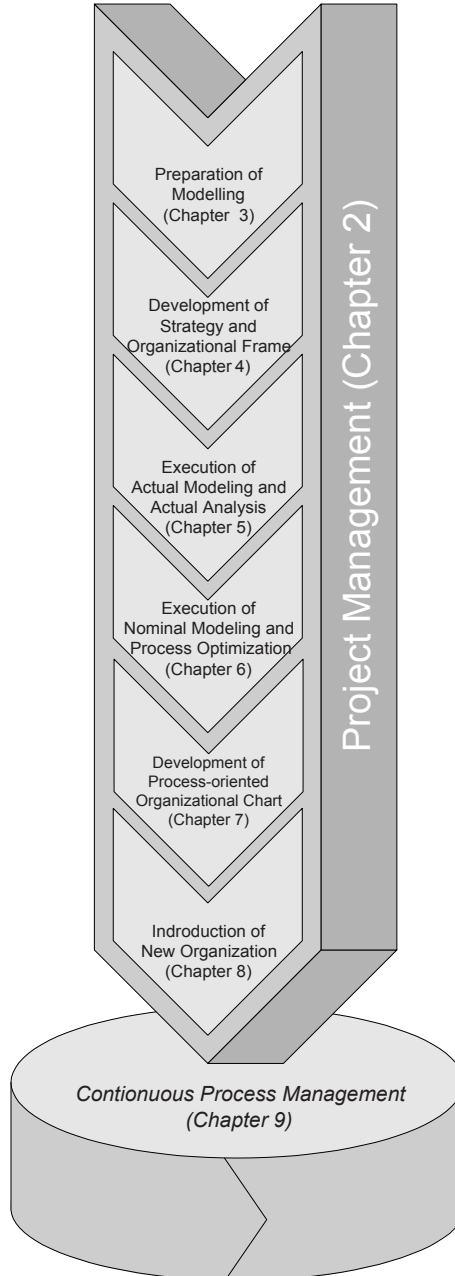 Preparation of
Modelling
(Chapter 3)
Development of
Strategy and
Organizational Frame
(Chapter 4)
Execution of
Actual Modeling and
Actual Analysis
(Chapter 5)
Execution of
Nominal Modeling and
Process Optimization
(Chapter 6)
Development of
Process-oriented
Organizational Chart
(Chapter 7)
Indroduction of
New Organization
(Chapter 8)
Project Management (Chapter 2)
Contionuous Process Management
(Chapter 9)